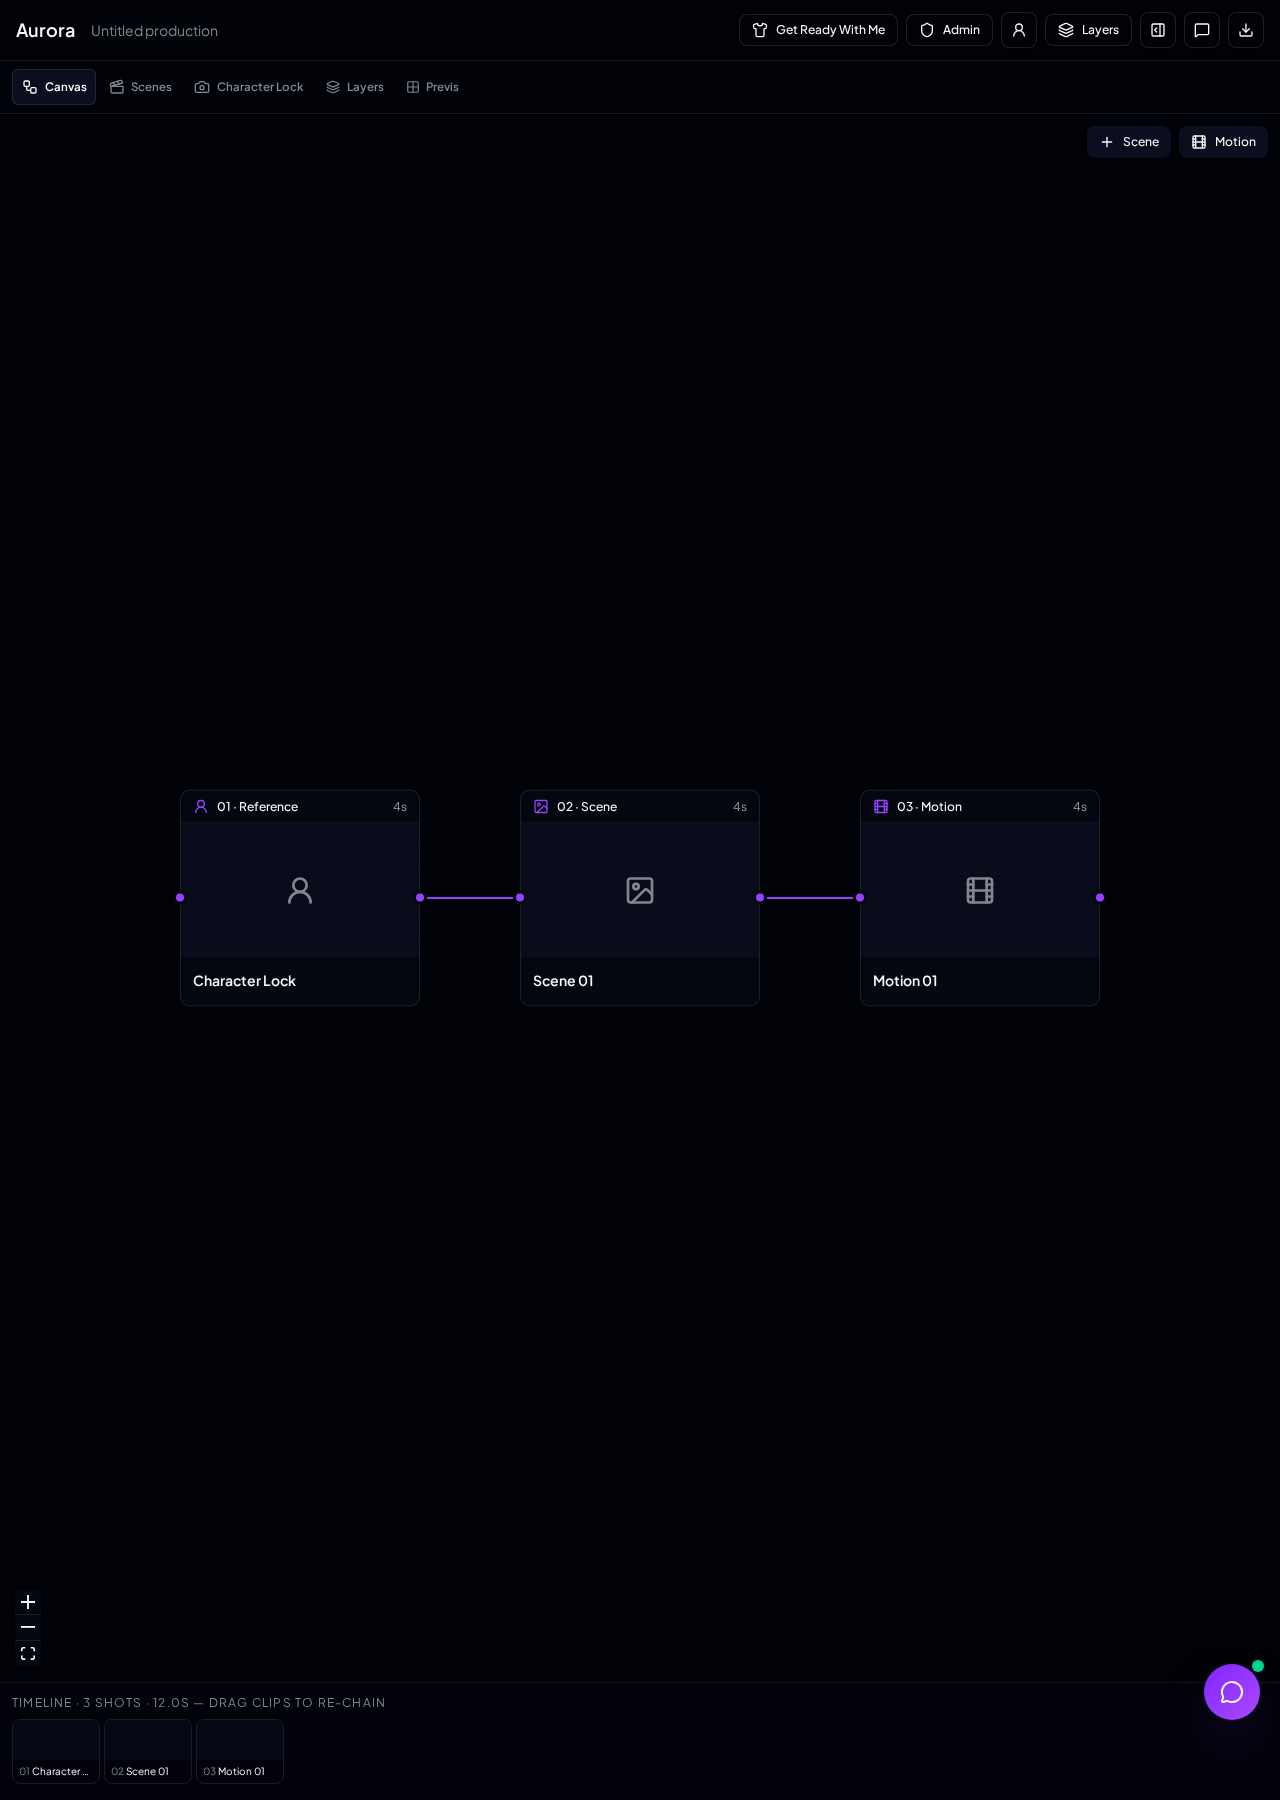 Aurora
Untitled production
Get Ready With Me
Admin
Layers
Canvas
Scenes
Character Lock
Layers
Previs
Scene
Motion
01 · Reference
4s
Character Lock
02 · Scene
4s
Scene 01
03 · Motion
4s
Motion 01
TIMELINE · 3 SHOTS · 12.0S — DRAG CLIPS TO RE-CHAIN
01 Character ...
02 Scene 01
03 Motion 01